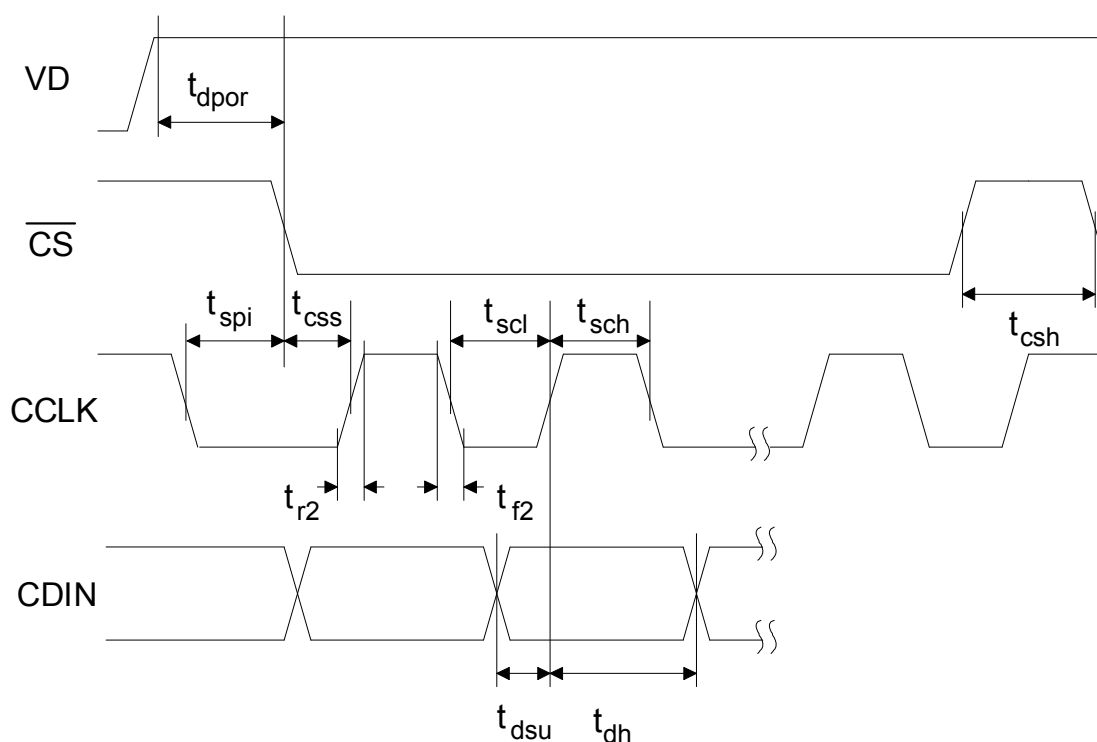 VD
t_dpor
CS
t_spi
t_css
t_scl
t_sch
t_csh
CCLK
t_r2
t_f2
CDIN
t_dsu
t_dh